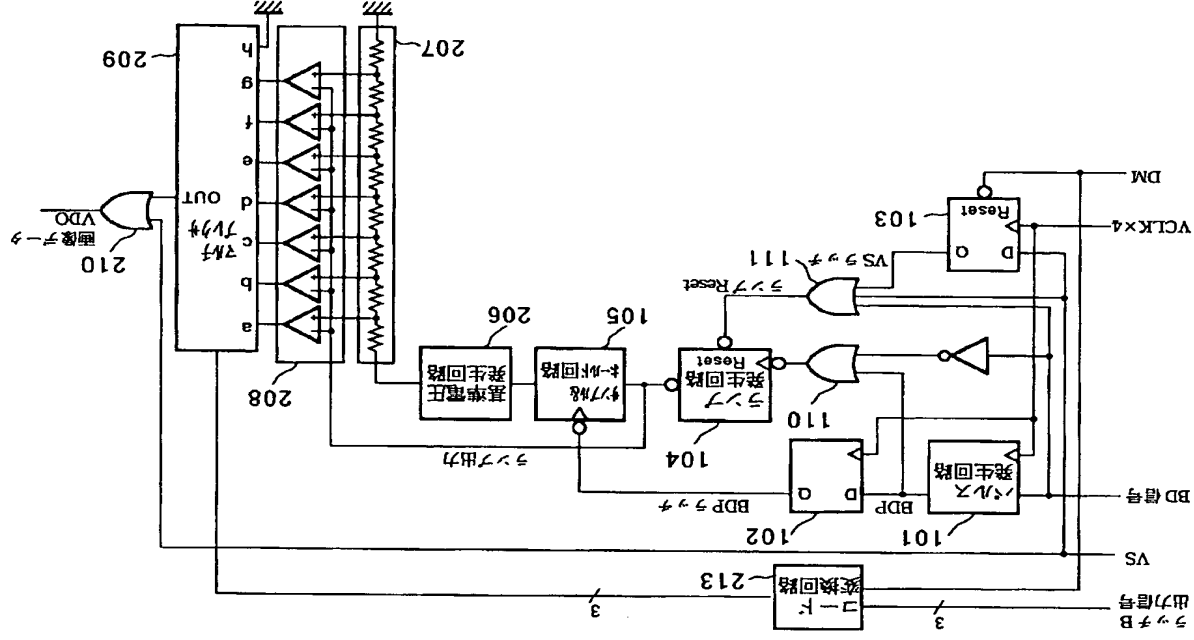 ラッチB
出力信号
3
コード
変換回路
213
3
VS
BD信号
101
パルス
発生回路
BDP
102
D
Q
BDPラッチ
ランプ出力
104
ランプ
発生回路
Reset
110
105
サンプル&
ホールド回路
206
基準電圧
発生回路
208
a
b
c
d
e
f
g
h
マルチ
プレクサ
OUT
210
画像データ
VDO
ランプReset
111
VSラッチ
D
Q
Reset
103
VCLK×4
DM
207
209